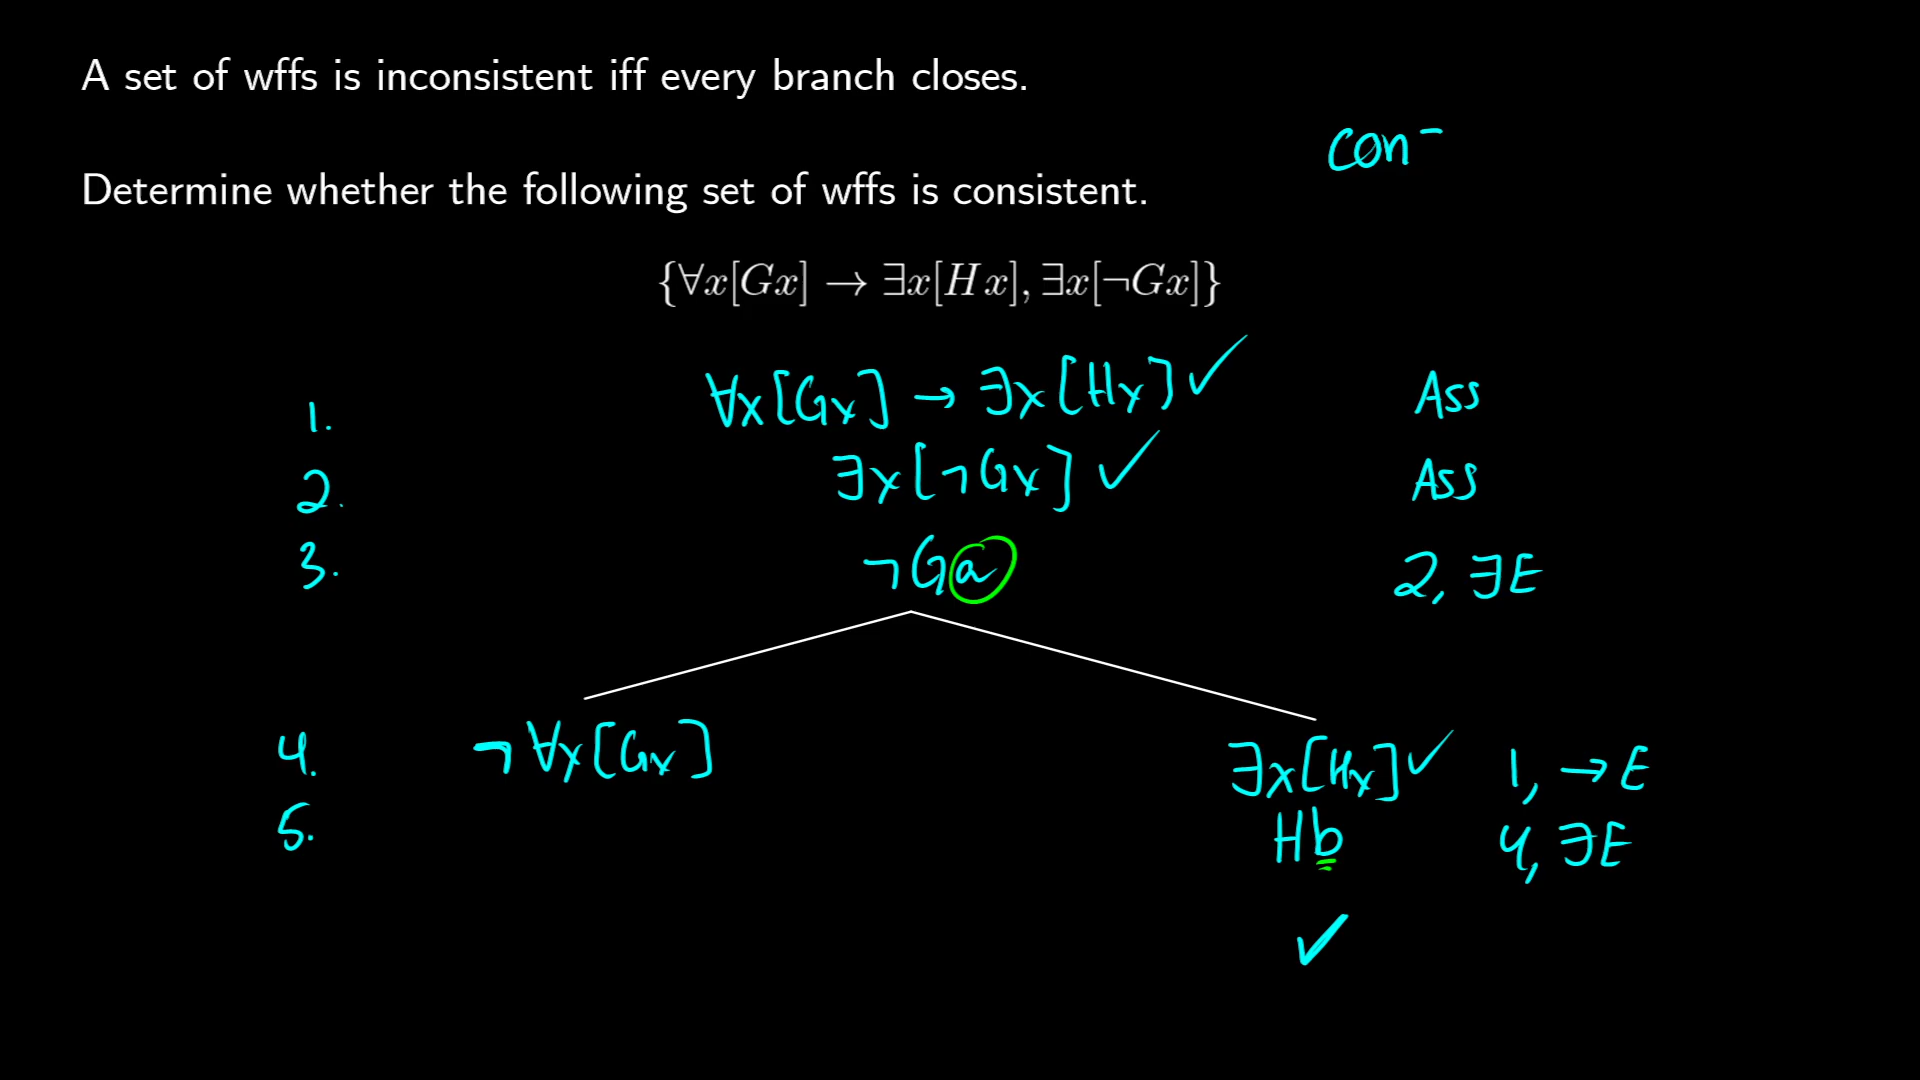 A set of wffs is inconsistent iff every branch closes.
con-
Determine whether the following set of wffs is consistent.
{∀x[Gx] → ∃x[Hx], ∃x[¬Gx]}
1. ∀x[Gx] → ∃x[Hx] ✓ Ass
2. ∃x[¬Gx] ✓ Ass
3. ¬Ga 2, ∃E
4. ¬∀x[Gx] ∃x[Hx] ✓ 1, →E
5. Hb 4, ∃E
✓